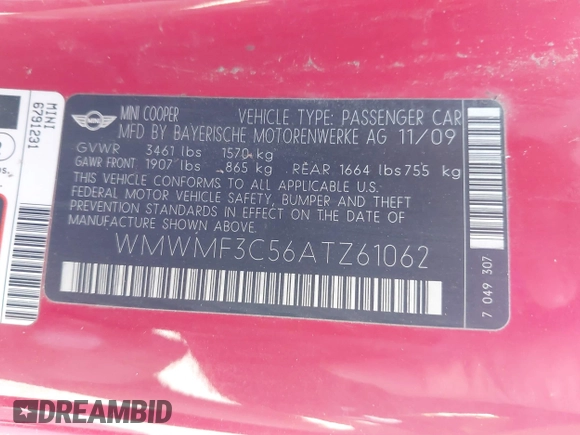 MINI
6791231
MINI
MINI COOPER
VEHICLE TYPE: PASSENGER CAR
MFD BY BAYERISCHE MOTORENWERKE AG 11/09
GVWR 3461 lbs 1570 kg
GAWR FRONT 1907 lbs 865 kg REAR 1664 lbs 755 kg
THIS VEHICLE CONFORMS TO ALL APPLICABLE U.S.
FEDERAL MOTOR VEHICLE SAFETY, BUMPER AND THEFT
PREVENTION STANDARDS IN EFFECT ON THE DATE OF
MANUFACTURE SHOWN ABOVE.
WMWMF3C56ATZ61062
7 049 307
DREAMBID